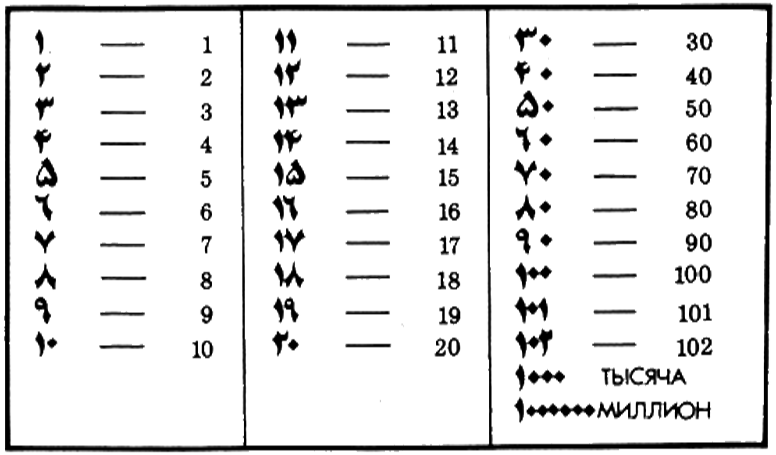 ۱ — 1
۲ — 2
۳ — 3
۴ — 4
۵ — 5
٦ — 6
۷ — 7
۸ — 8
۹ — 9
۱۰ — 10
۱۱ — 11
۱۲ — 12
۱۳ — 13
۱۴ — 14
۱۵ — 15
۱٦ — 16
۱۷ — 17
۱۸ — 18
۱۹ — 19
۲۰ — 20
۳۰ — 30
۴۰ — 40
۵۰ — 50
٦۰ — 60
۷۰ — 70
۸۰ — 80
۹۰ — 90
۱۰۰ — 100
۱۰۱ — 101
۱۰۲ — 102
۱۰۰۰ ТЫСЯЧА
۱۰۰۰۰۰۰ МИЛЛИОН